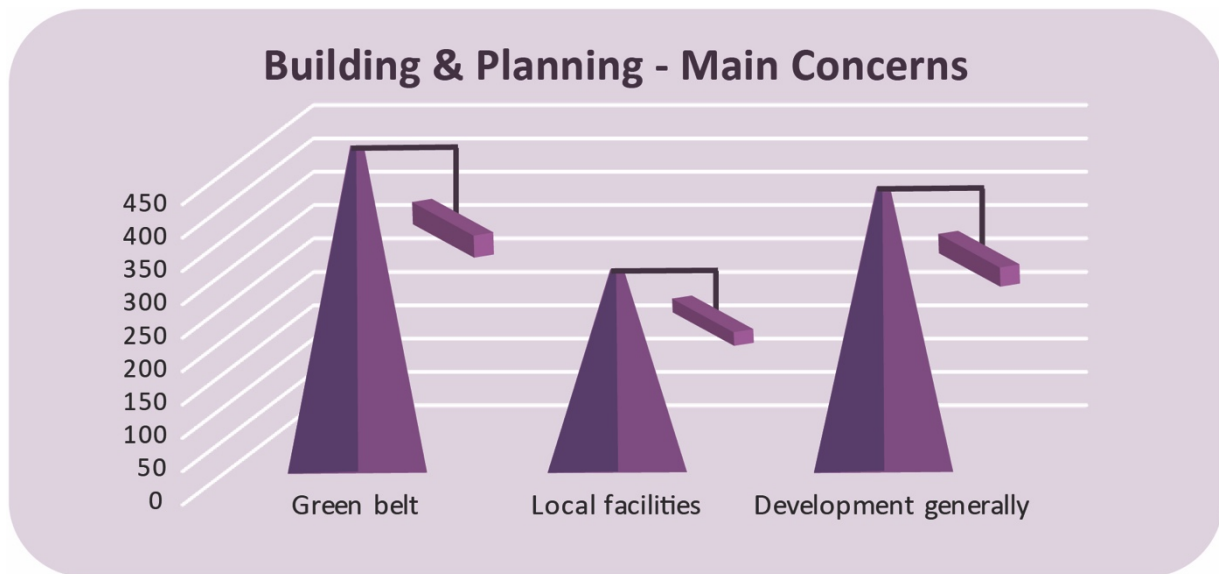 Building & Planning - Main Concerns
450
400
350
300
250
200
150
100
50
0
Green belt
Local facilities
Development generally